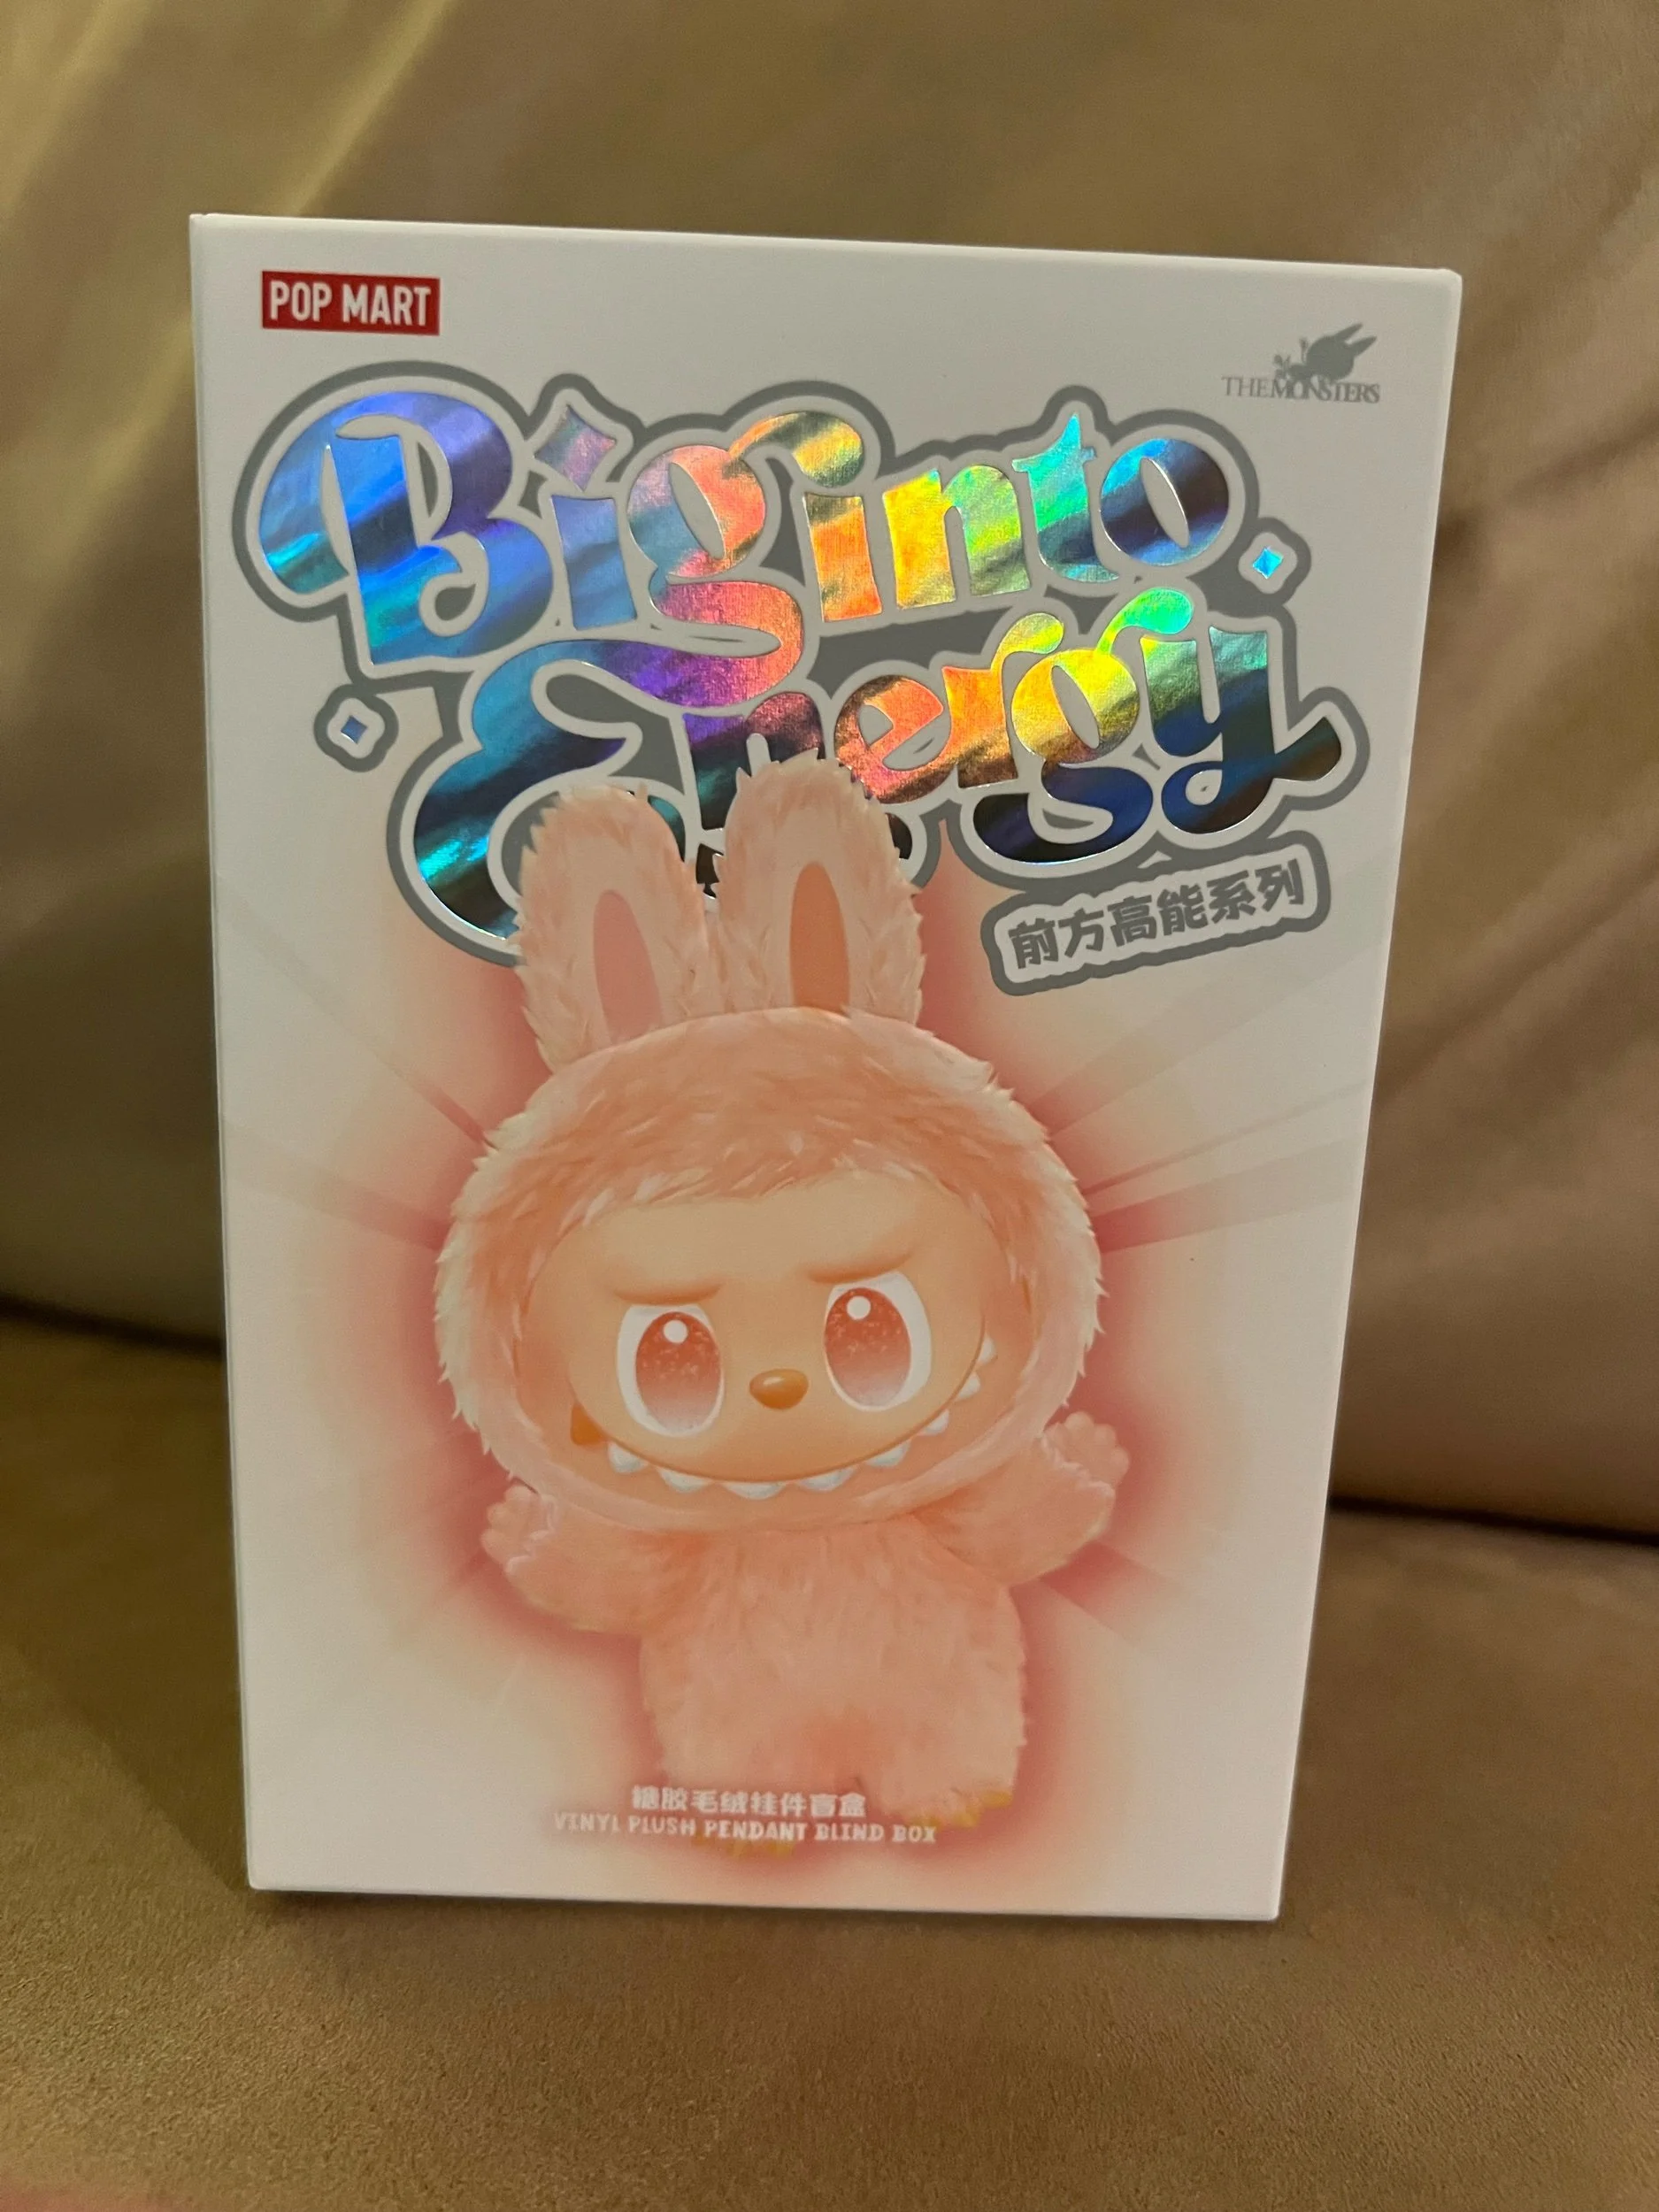 POP MART
THE MONSTERS
Big into
Energy
前方高能系列
搪胶毛绒挂件盲盒
VINYL PLUSH PENDANT BLIND BOX